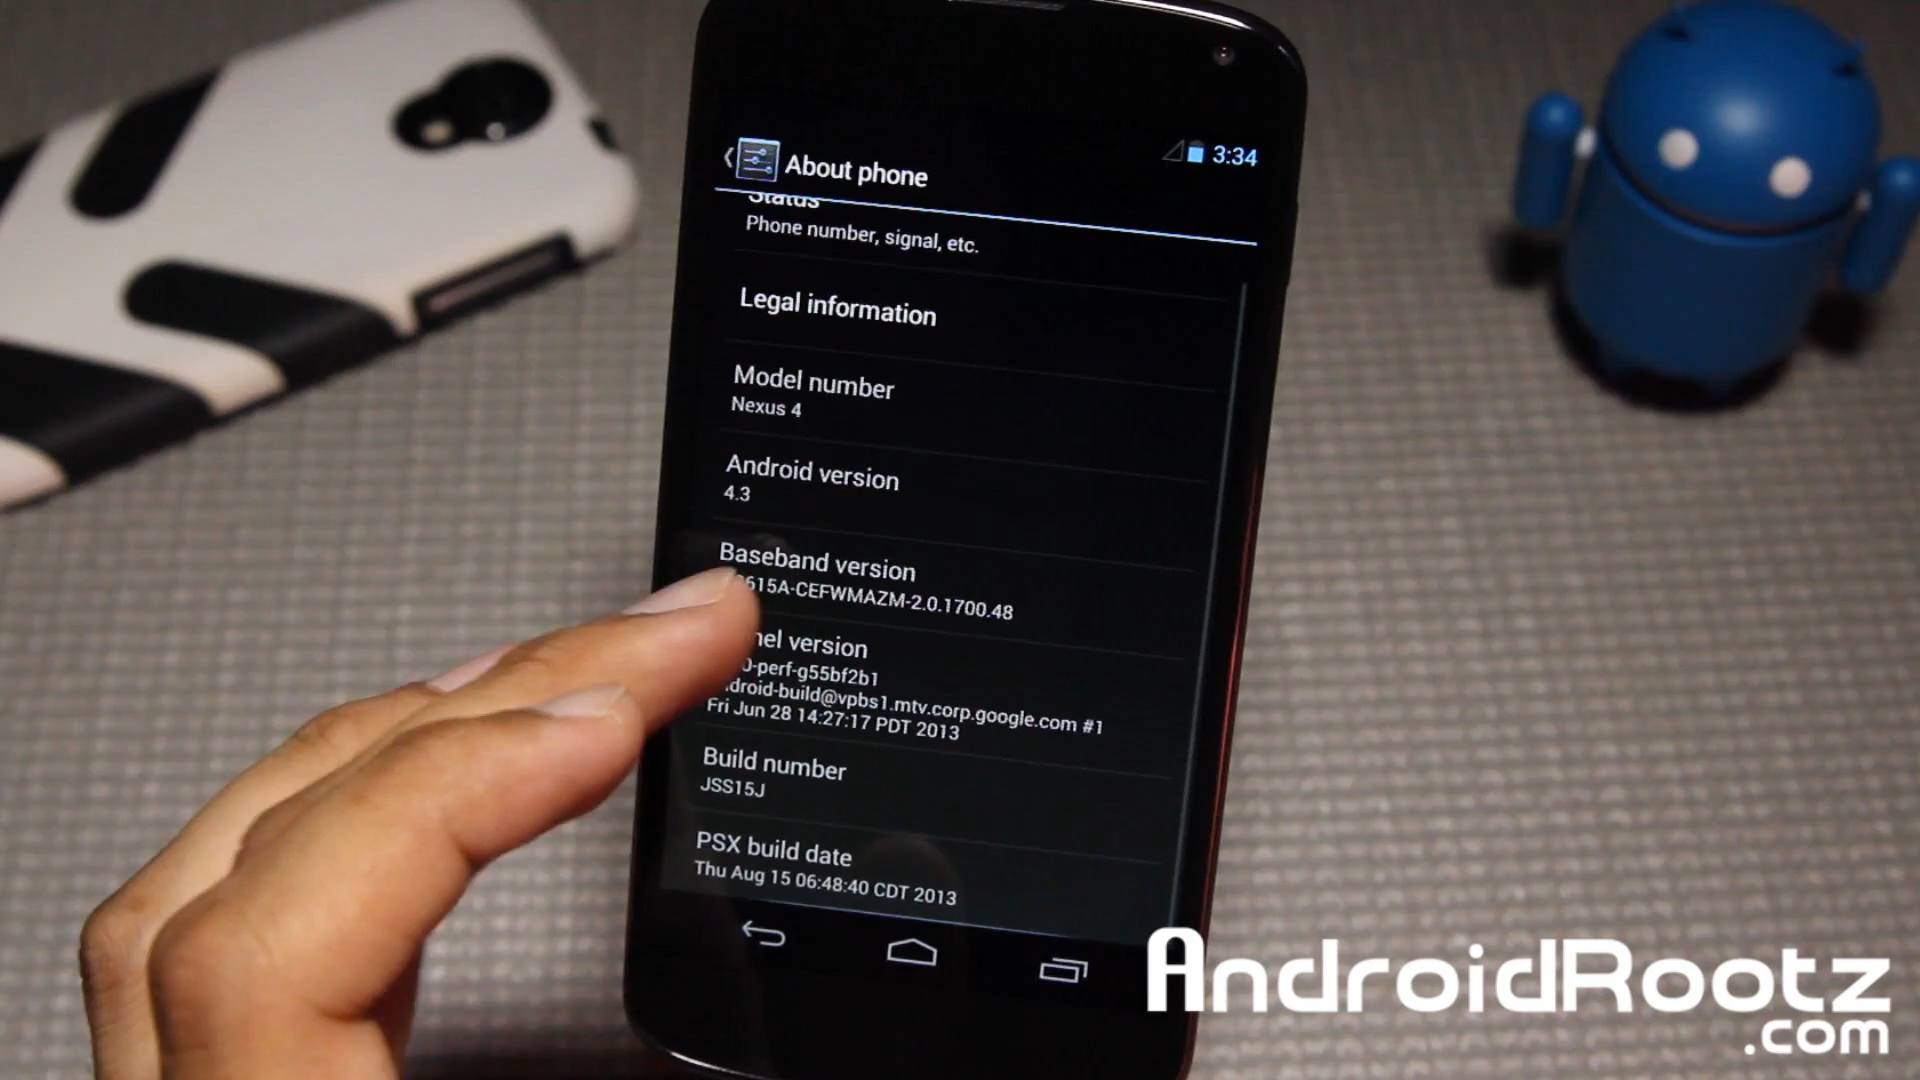 About phone
3:34
Status
Phone number, signal, etc.
Legal information
Model number
Nexus 4
Android version
4.3
Baseband version
615A-CEFWMAZM-2.0.1700.48
version
0-perf-g55bf2b1
droid-build@vpbs1.mtv.corp.google.com #1
Fri Jun 28 14:27:17 PDT 2013
Build number
JSS15J
PSX build date
Thu Aug 15 06:48:40 CDT 2013
AndroidRootz
.com